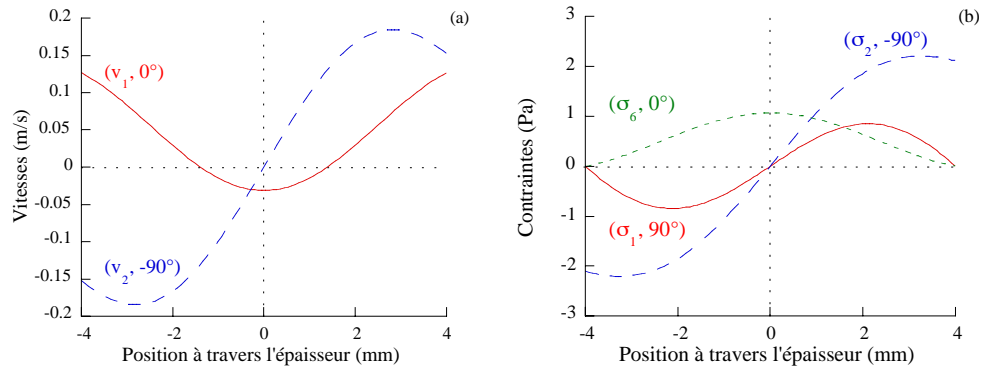 (a)
0.2
0.15
0.1
0.05
0
-0.05
-0.1
-0.15
-0.2
Vitesses (m/s)
(v1, 0°)
(v2, -90°)
-4 -2 0 2 4
Position à travers l'épaisseur (mm)
(b)
3
2
1
0
-1
-2
-3
Contraintes (Pa)
(σ2, -90°)
(σ6, 0°)
(σ1, 90°)
-4 -2 0 2 4
Position à travers l'épaisseur (mm)